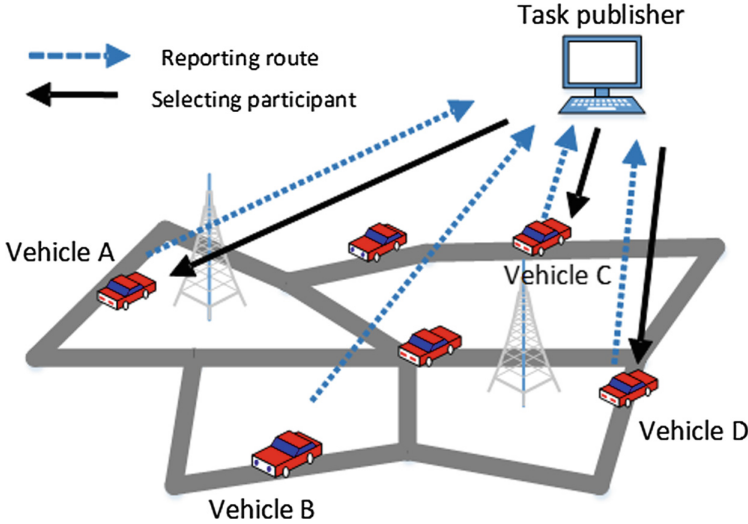 Task publisher
Reporting route
Selecting participant
Vehicle A
Vehicle C
Vehicle D
Vehicle B